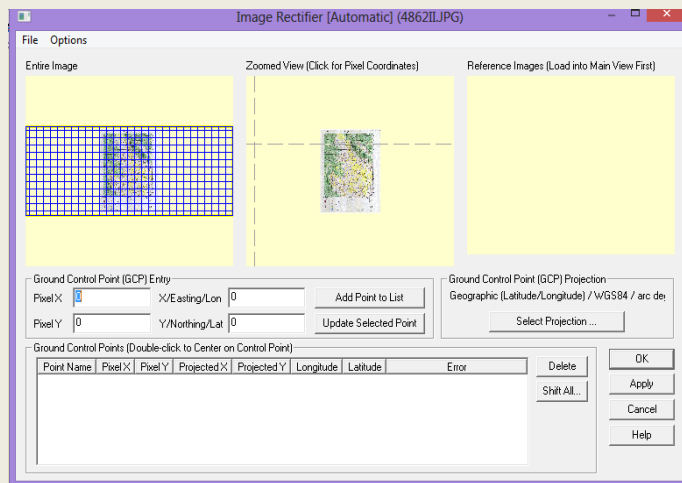 Image Rectifier [Automatic] (4862II.JPG)
File Options
Entire Image
Zoomed View (Click for Pixel Coordinates)
Reference Images (Load into Main View First)
Ground Control Point (GCP) Entry
Pixel X 0 X/Easting/Lon 0 Add Point to List
Pixel Y 0 Y/Northing/Lat 0 Update Selected Point
Ground Control Point (GCP) Projection
Geographic (Latitude/Longitude) / WGS84 / arc deg
Select Projection ...
Ground Control Points (Double-click to Center on Control Point)
Point Name Pixel X Pixel Y Projected X Projected Y Longitude Latitude Error
Delete
Shift All...
OK
Apply
Cancel
Help